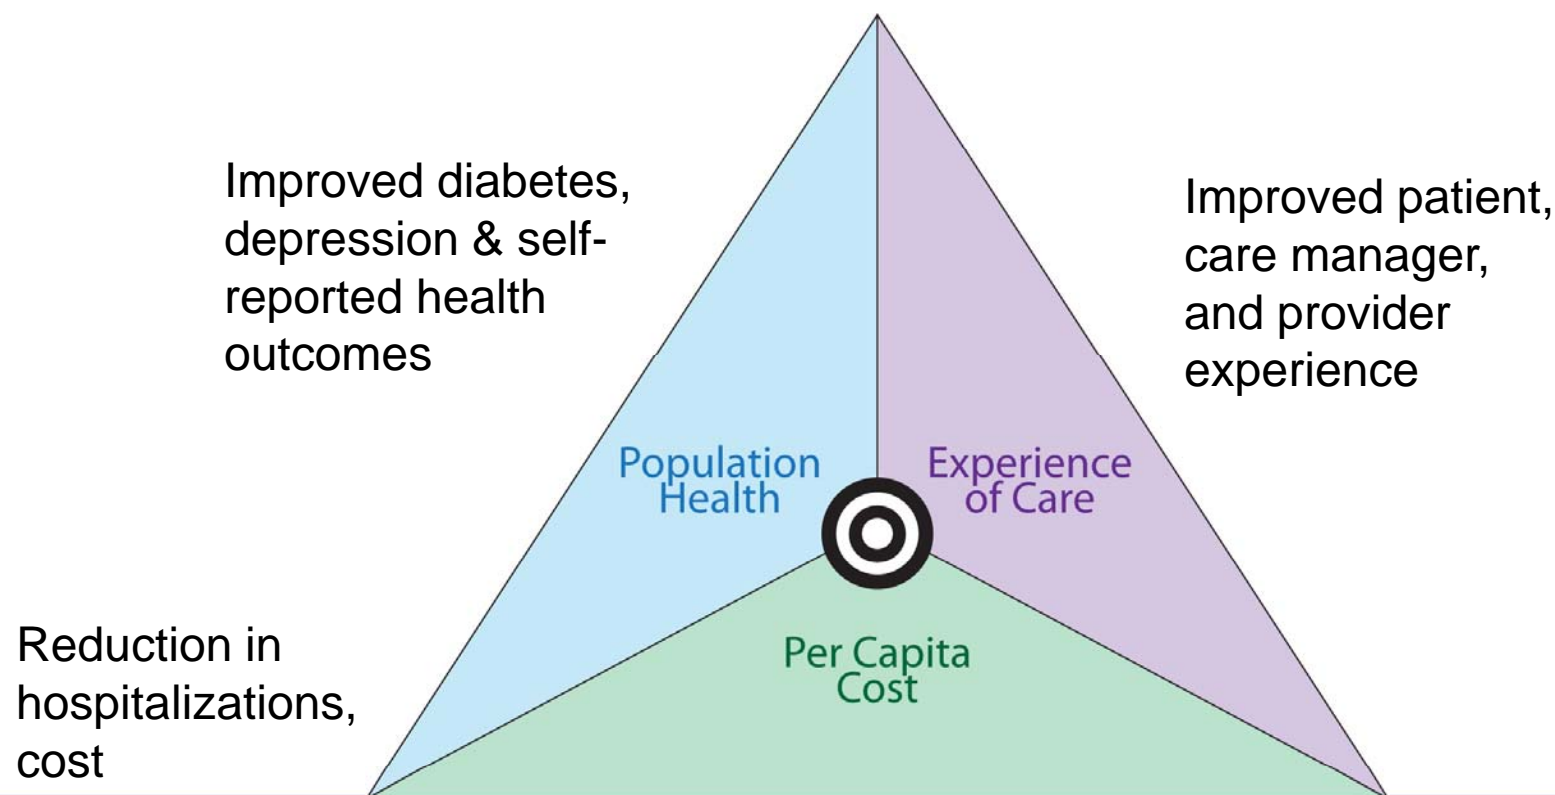 Improved diabetes,
depression & self-
reported health
outcomes
Improved patient,
care manager,
and provider
experience
Population
Health
Experience
of Care
Reduction in
hospitalizations,
cost
Per Capita
Cost